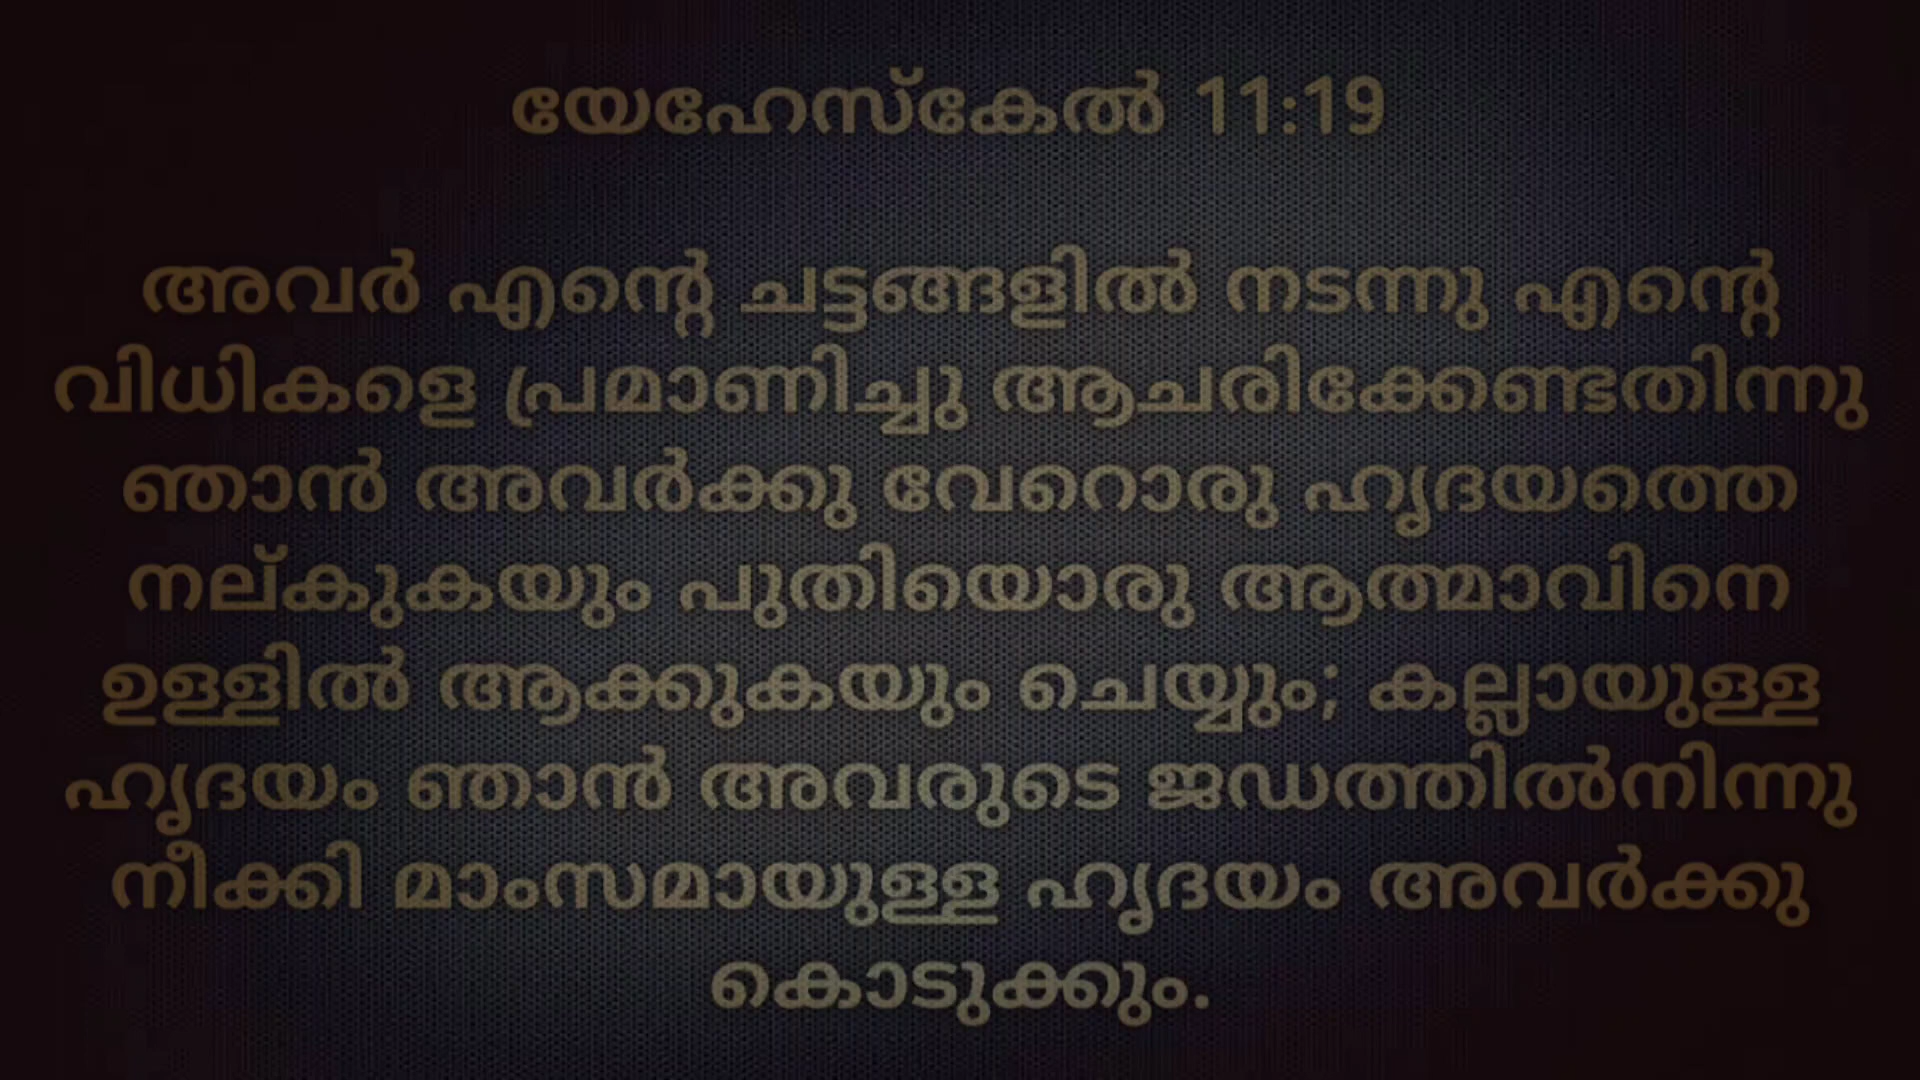 യേഹേസ്കേൽ 11:19
അവർ എന്റെ ചട്ടങ്ങളിൽ നടന്നു എന്റെ
വിധികളെ പ്രമാണിച്ചു ആചരിക്കേണ്ടതിന്നു
ഞാൻ അവർക്കു വേറൊരു ഹൃദയത്തെ
നല്കുകയും പുതിയൊരു ആത്മാവിനെ
ഉള്ളിൽ ആക്കുകയും ചെയ്യും; കല്ലായുള്ള
ഹൃദയം ഞാൻ അവരുടെ ജഡത്തിൽനിന്നു
നീക്കി മാംസമായുള്ള ഹൃദയം അവർക്കു
കൊടുക്കും.